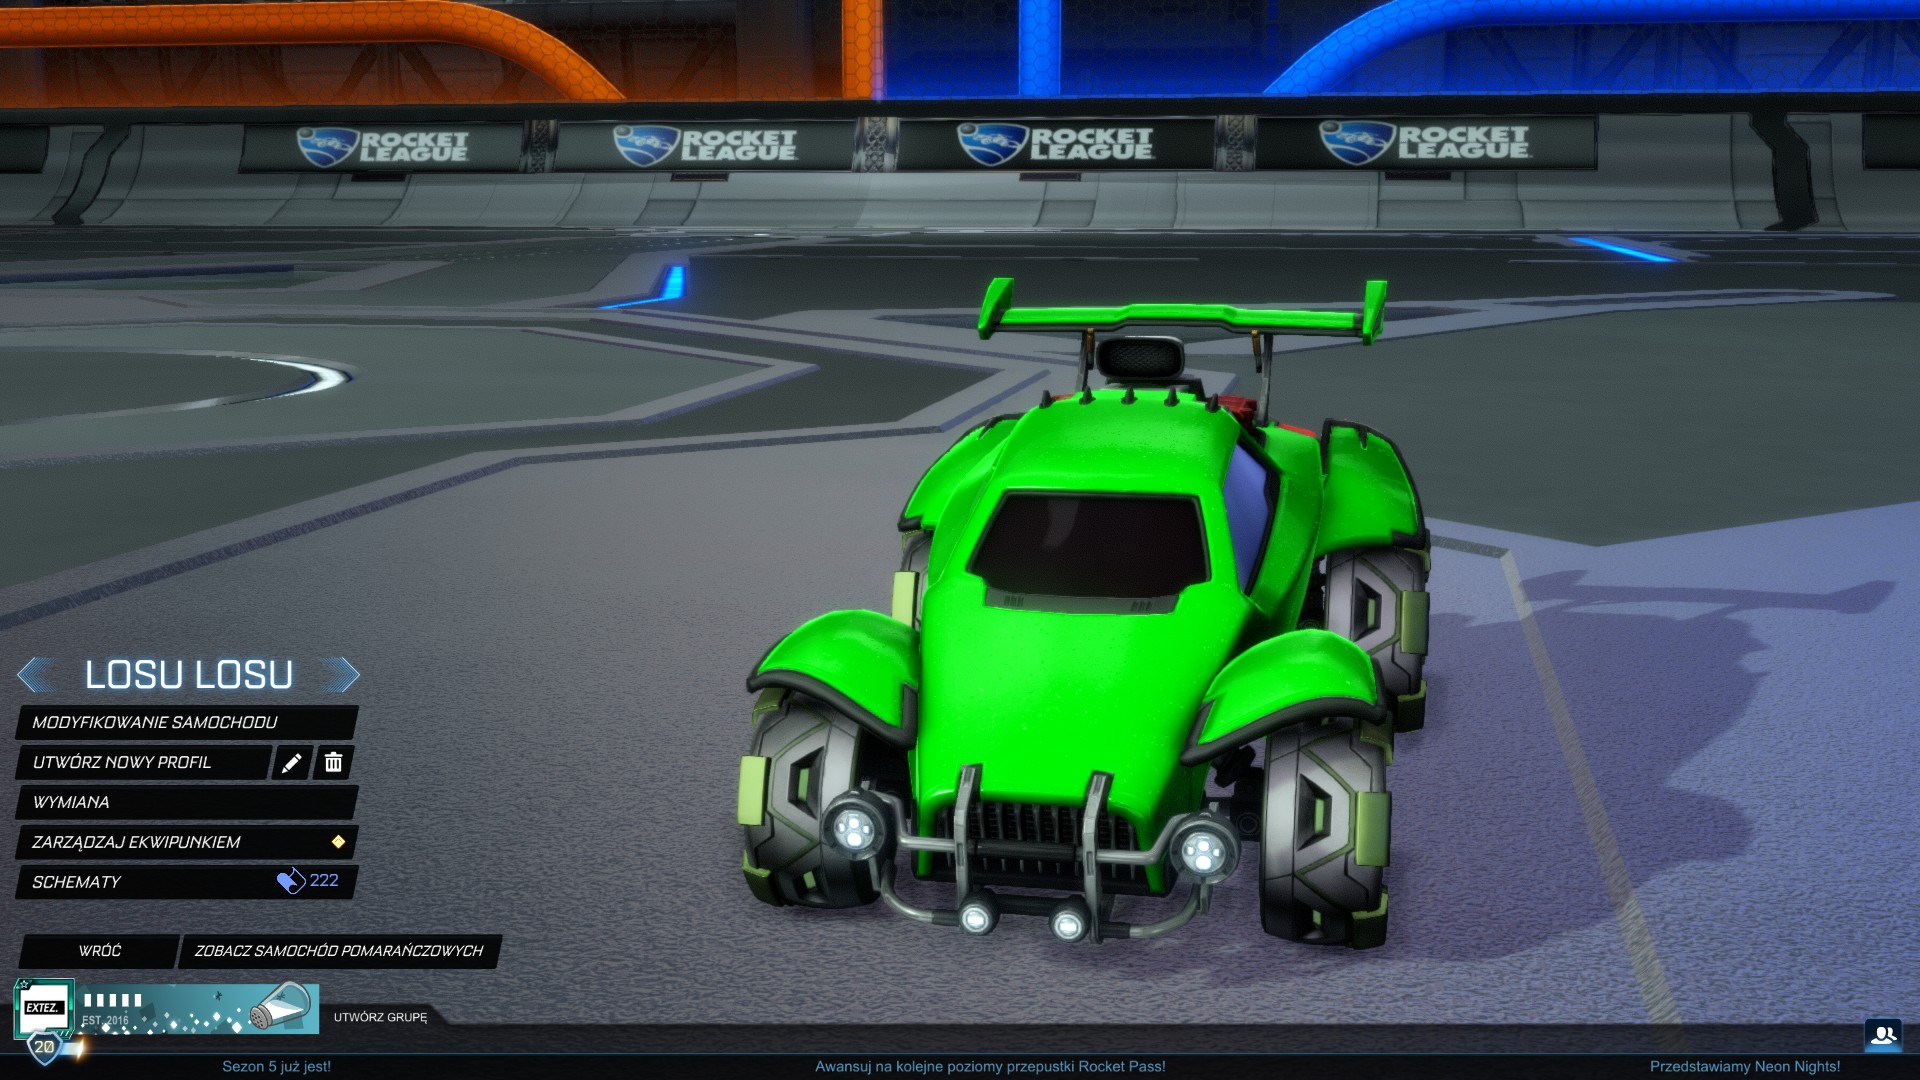 ROCKET
LEAGUE
ROCKET
LEAGUE
ROCKET
LEAGUE
ROCKET
LEAGUE
LOSU LOSU
MODYFIKOWANIE SAMOCHODU
UTWÓRZ NOWY PROFIL
WYMIANA
ZARZĄDZAJ EKWIPUNKIEM
SCHEMATY 222
WRÓĆ ZOBACZ SAMOCHÓD POMARAŃCZOWYCH
EXTEZ.
EST. 2016
UTWÓRZ GRUPĘ
20
Sezon 5 już jest! Awansuj na kolejne poziomy przepustki Rocket Pass! Przedstawiamy Neon Nights!